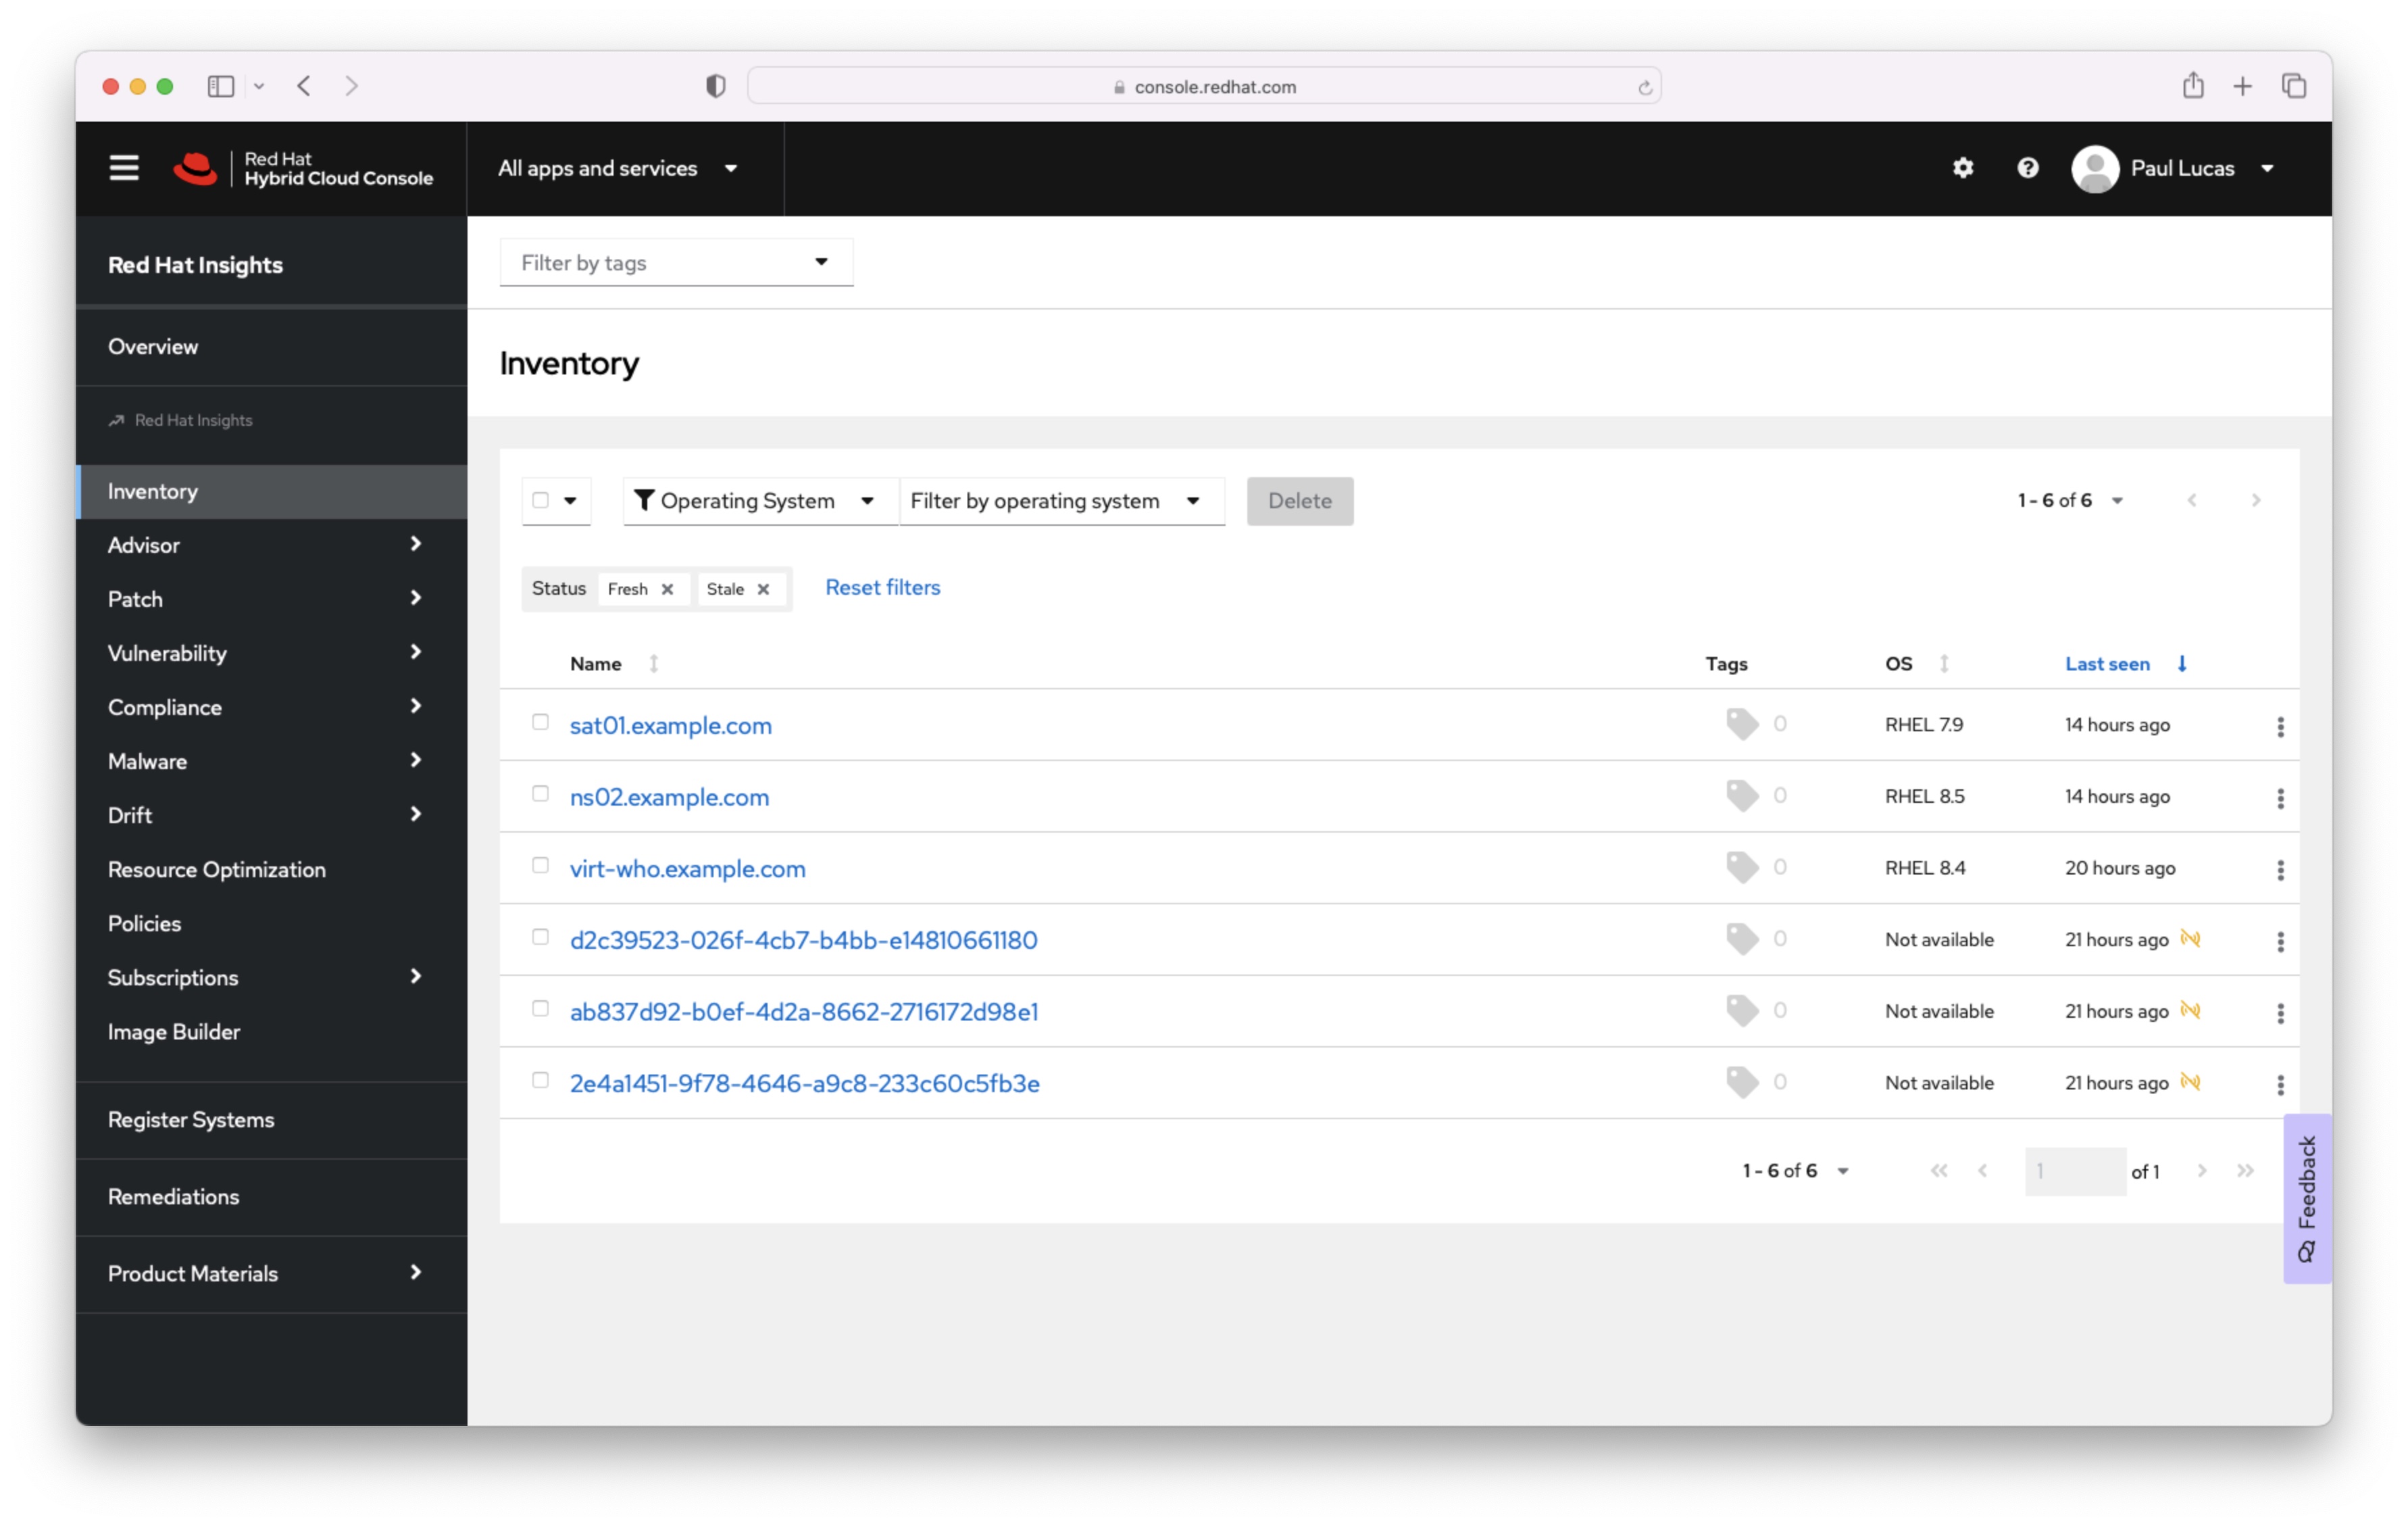 console.redhat.com
Red Hat
Hybrid Cloud Console
All apps and services
Paul Lucas
Red Hat Insights
Overview
Red Hat Insights
Inventory
Advisor
Patch
Vulnerability
Compliance
Malware
Drift
Resource Optimization
Policies
Subscriptions
Image Builder
Register Systems
Remediations
Product Materials
Filter by tags
Inventory
Operating System Filter by operating system Delete 1 - 6 of 6
Status Fresh Stale Reset filters
Name Tags OS Last seen
sat01.example.com 0 RHEL 7.9 14 hours ago
ns02.example.com 0 RHEL 8.5 14 hours ago
virt-who.example.com 0 RHEL 8.4 20 hours ago
d2c39523-026f-4cb7-b4bb-e14810661180 0 Not available 21 hours ago
ab837d92-b0ef-4d2a-8662-2716172d98e1 0 Not available 21 hours ago
2e4a1451-9f78-4646-a9c8-233c60c5fb3e 0 Not available 21 hours ago
1 - 6 of 6 1 of 1
Feedback